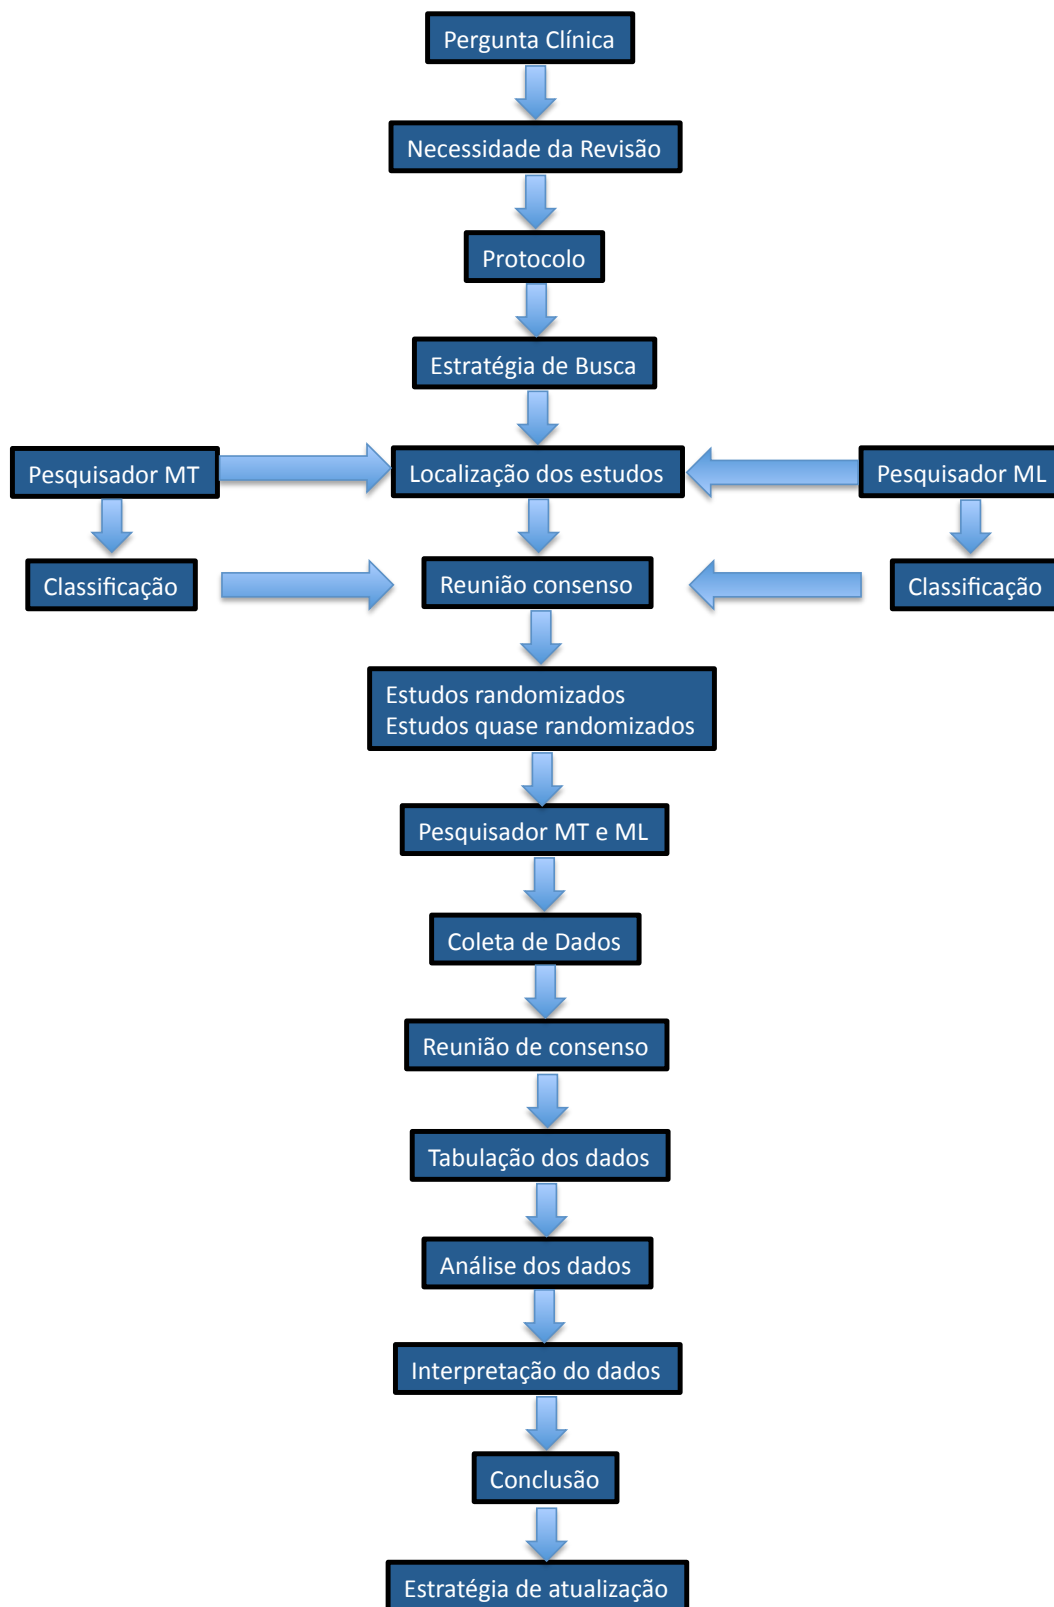 Pergunta Clínica
Necessidade da Revisão
Protocolo
Estratégia de Busca
Pesquisador MT
Localização dos estudos
Pesquisador ML
Classificação
Reunião consenso
Classificação
Estudos randomizados
Estudos quase randomizados
Pesquisador MT e ML
Coleta de Dados
Reunião de consenso
Tabulação dos dados
Análise dos dados
Interpretação do dados
Conclusão
Estratégia de atualização